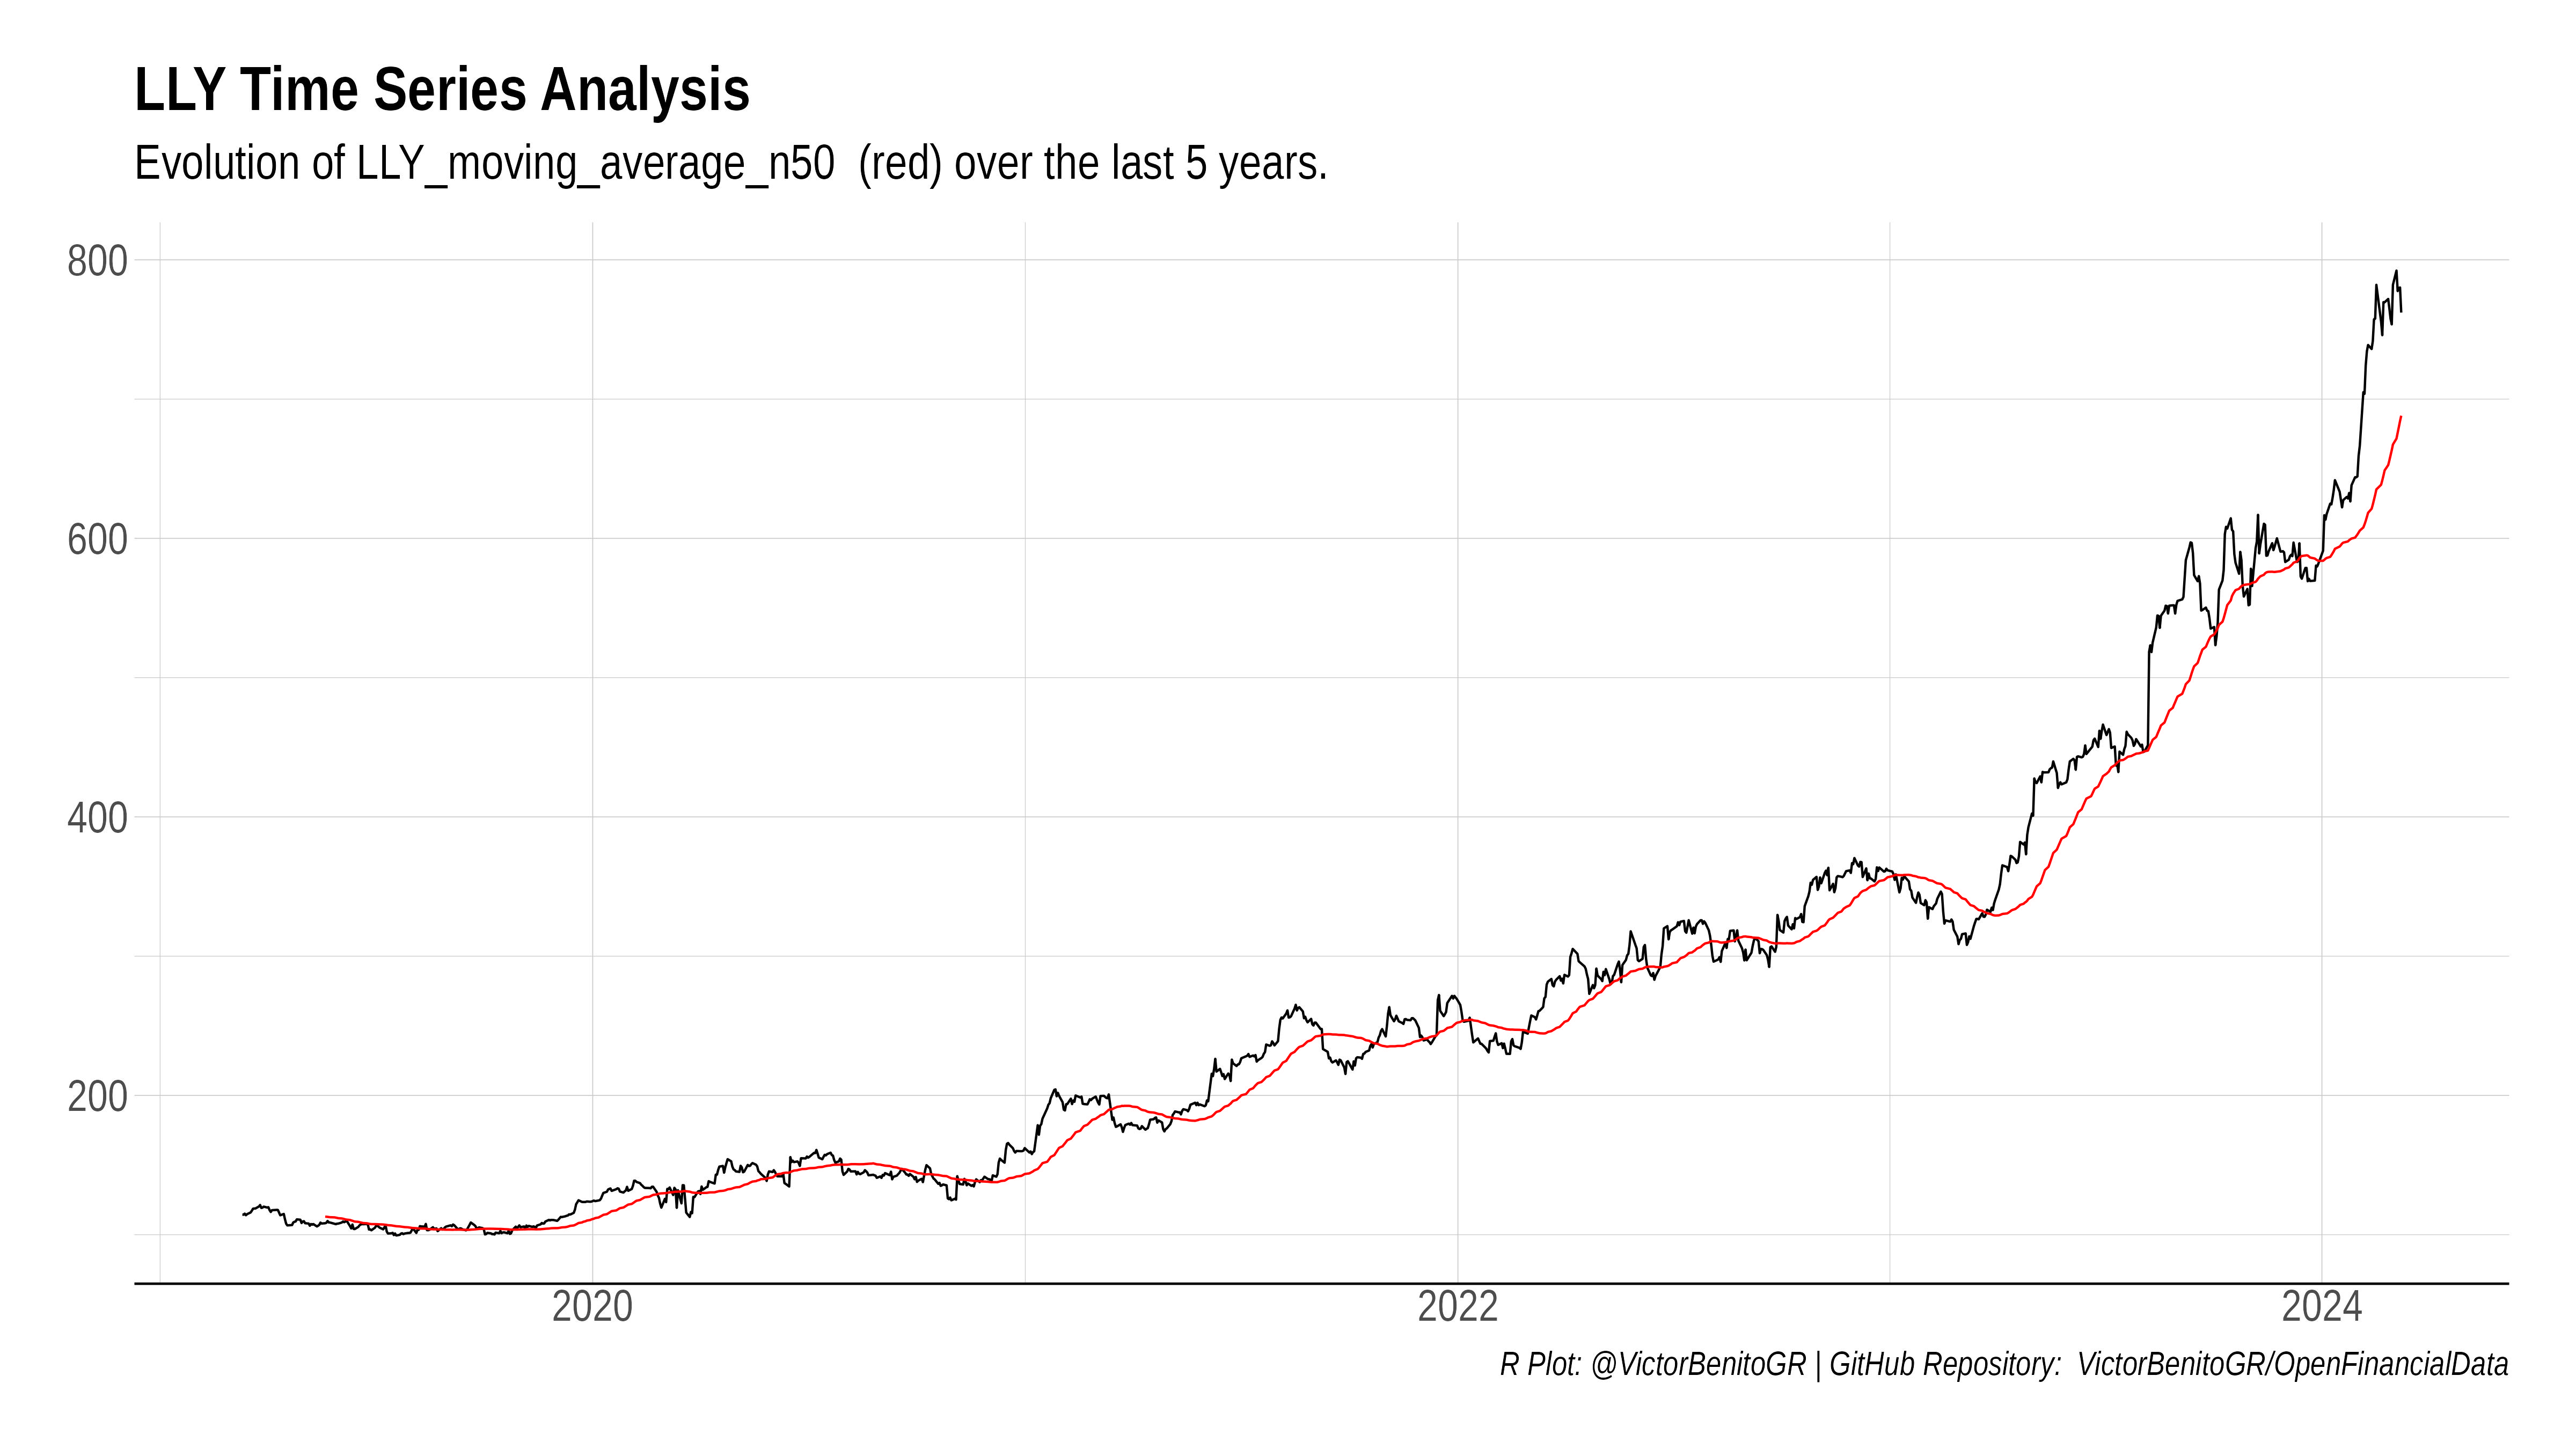 LLY Time Series Analysis
Evolution of LLY_moving_average_n50  (red) over the last 5 years.
800
600
400
200
2020 2022 2024
R Plot: @VictorBenitoGR | GitHub Repository:  VictorBenitoGR/OpenFinancialData